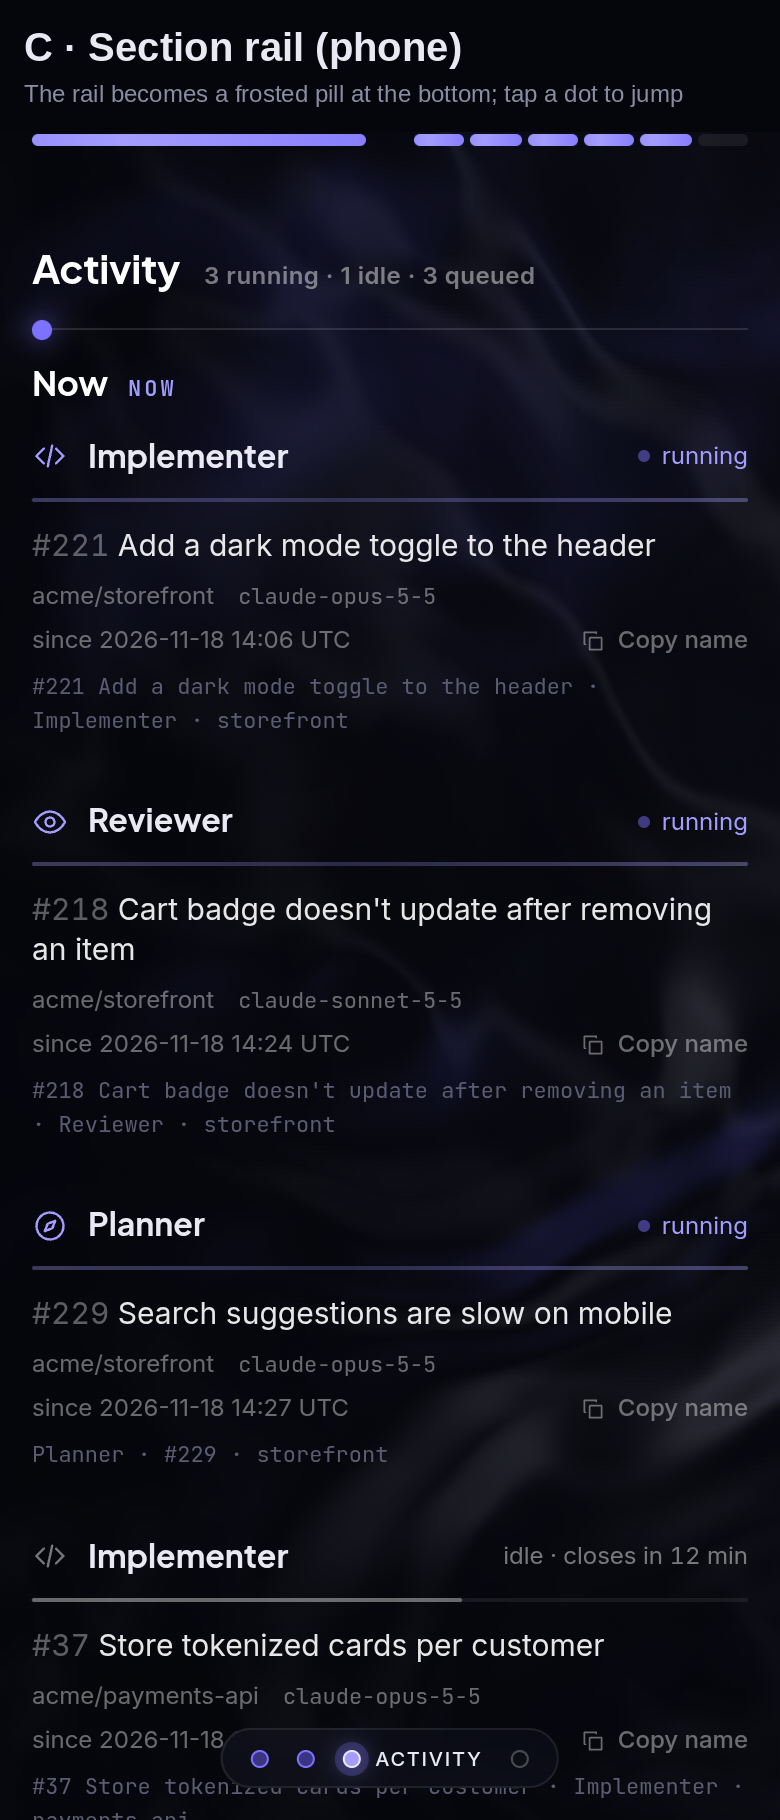 C · Section rail (phone)
The rail becomes a frosted pill at the bottom; tap a dot to jump
Activity 3 running · 1 idle · 3 queued
Now NOW
Implementer running
#221 Add a dark mode toggle to the header
acme/storefront claude-opus-5-5
since 2026-11-18 14:06 UTC Copy name
#221 Add a dark mode toggle to the header ·
Implementer · storefront
Reviewer running
#218 Cart badge doesn't update after removing
an item
acme/storefront claude-sonnet-5-5
since 2026-11-18 14:24 UTC Copy name
#218 Cart badge doesn't update after removing an item
· Reviewer · storefront
Planner running
#229 Search suggestions are slow on mobile
acme/storefront claude-opus-5-5
since 2026-11-18 14:27 UTC Copy name
Planner · #229 · storefront
Implementer idle · closes in 12 min
#37 Store tokenized cards per customer
acme/payments-api claude-opus-5-5
since 2026-11-18 Copy name
ACTIVITY
#37 Store tokenized cards per customer · Implementer ·
payments-api